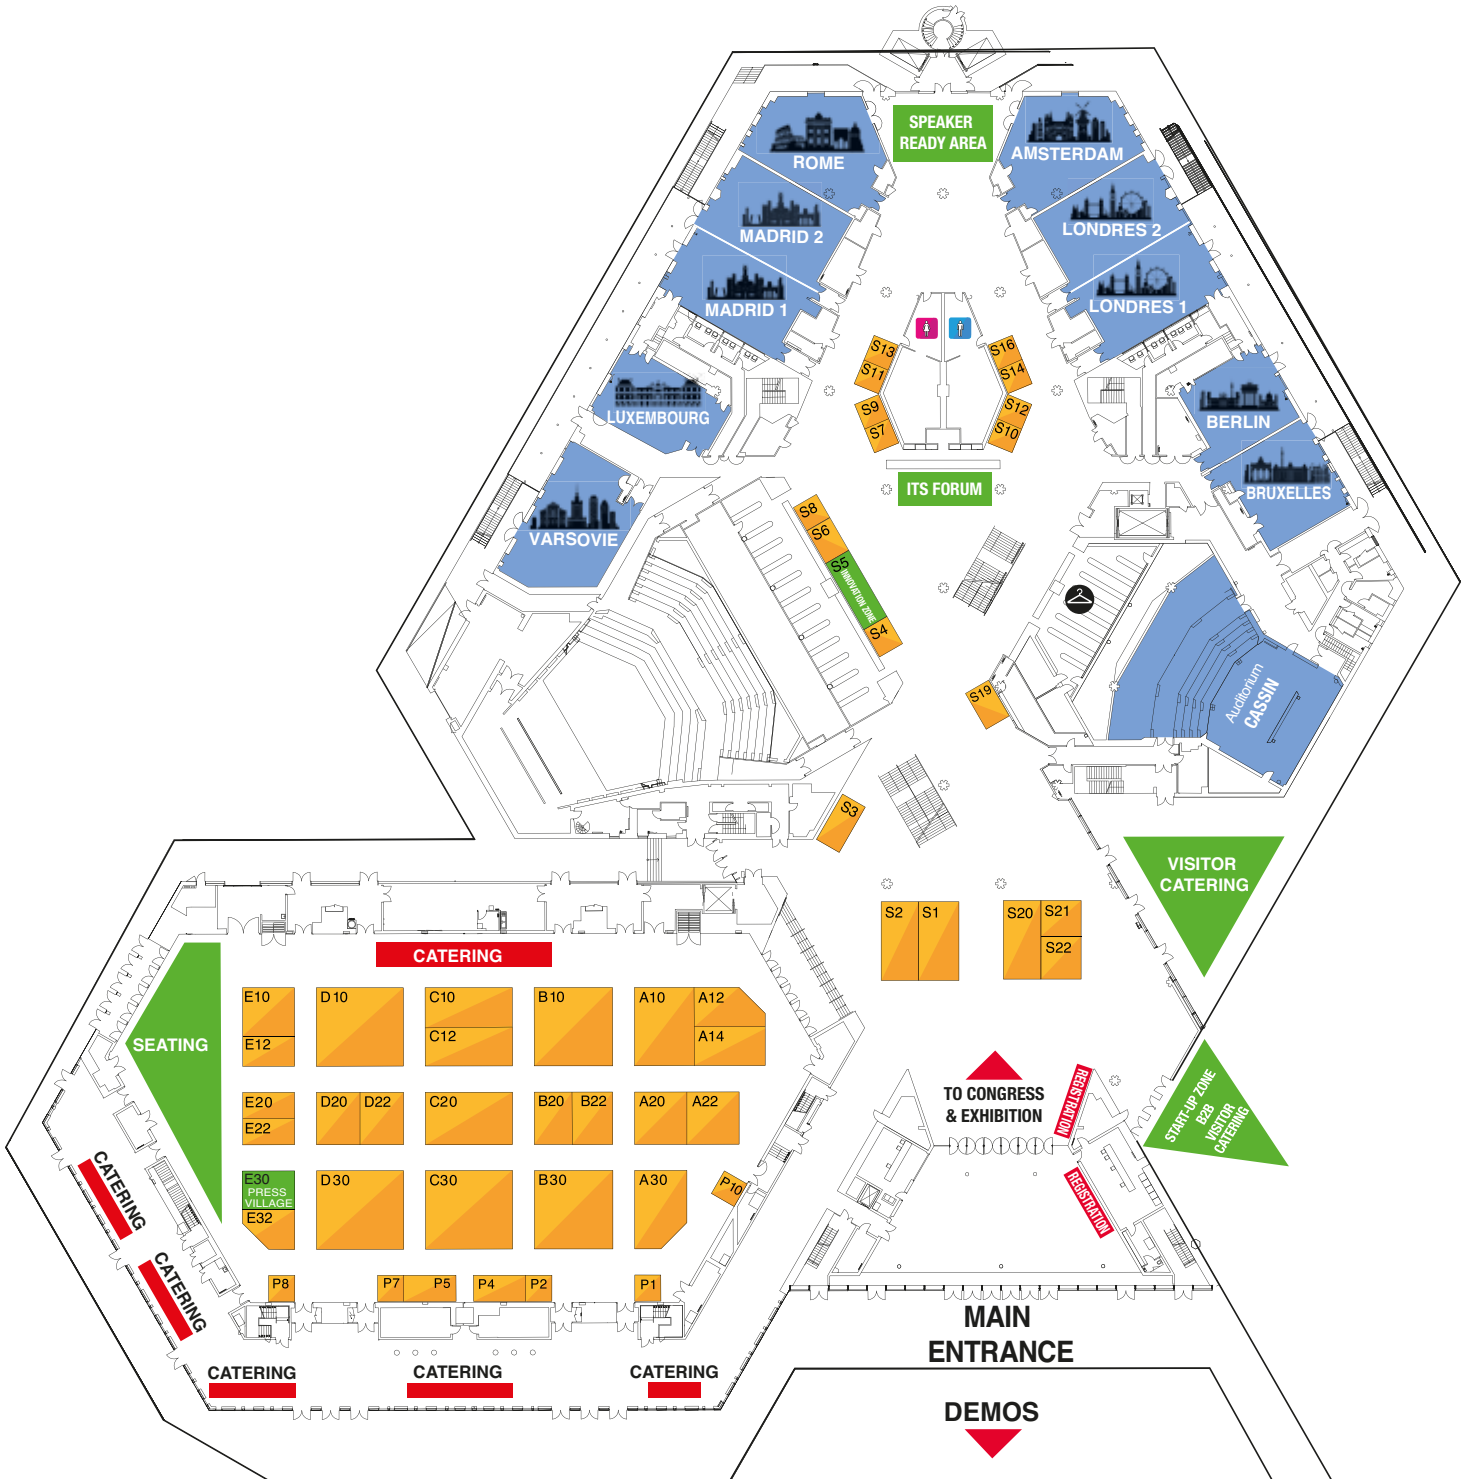 SPEAKER
READY AREA
ROME
AMSTERDAM
MADRID 2
LONDRES 2
MADRID 1
LONDRES 1
S13
S11
S9
S7
S16
S14
S12
S10
LUXEMBOURG
BERLIN
BRUXELLES
ITS FORUM
VARSOVIE
S8
S6
S5
INNOVATION ZONE
S4
S19
Auditorium
CASSIN
S3
VISITOR
CATERING
S2
S1
S20
S21
S22
CATERING
E10
D10
C10
B10
A10
A12
E12
C12
A14
SEATING
E20
D20
D22
C20
B20
B22
A20
A22
E22
E30
PRESS
VILLAGE
D30
C30
B30
A30
P10
E32
P8
P7
P5
P4
P2
P1
CATERING
CATERING
CATERING
CATERING
CATERING
TO CONGRESS
& EXHIBITION
REGISTRATION
REGISTRATION
START-UP ZONE
B2B
VISITOR
CATERING
MAIN
ENTRANCE
DEMOS